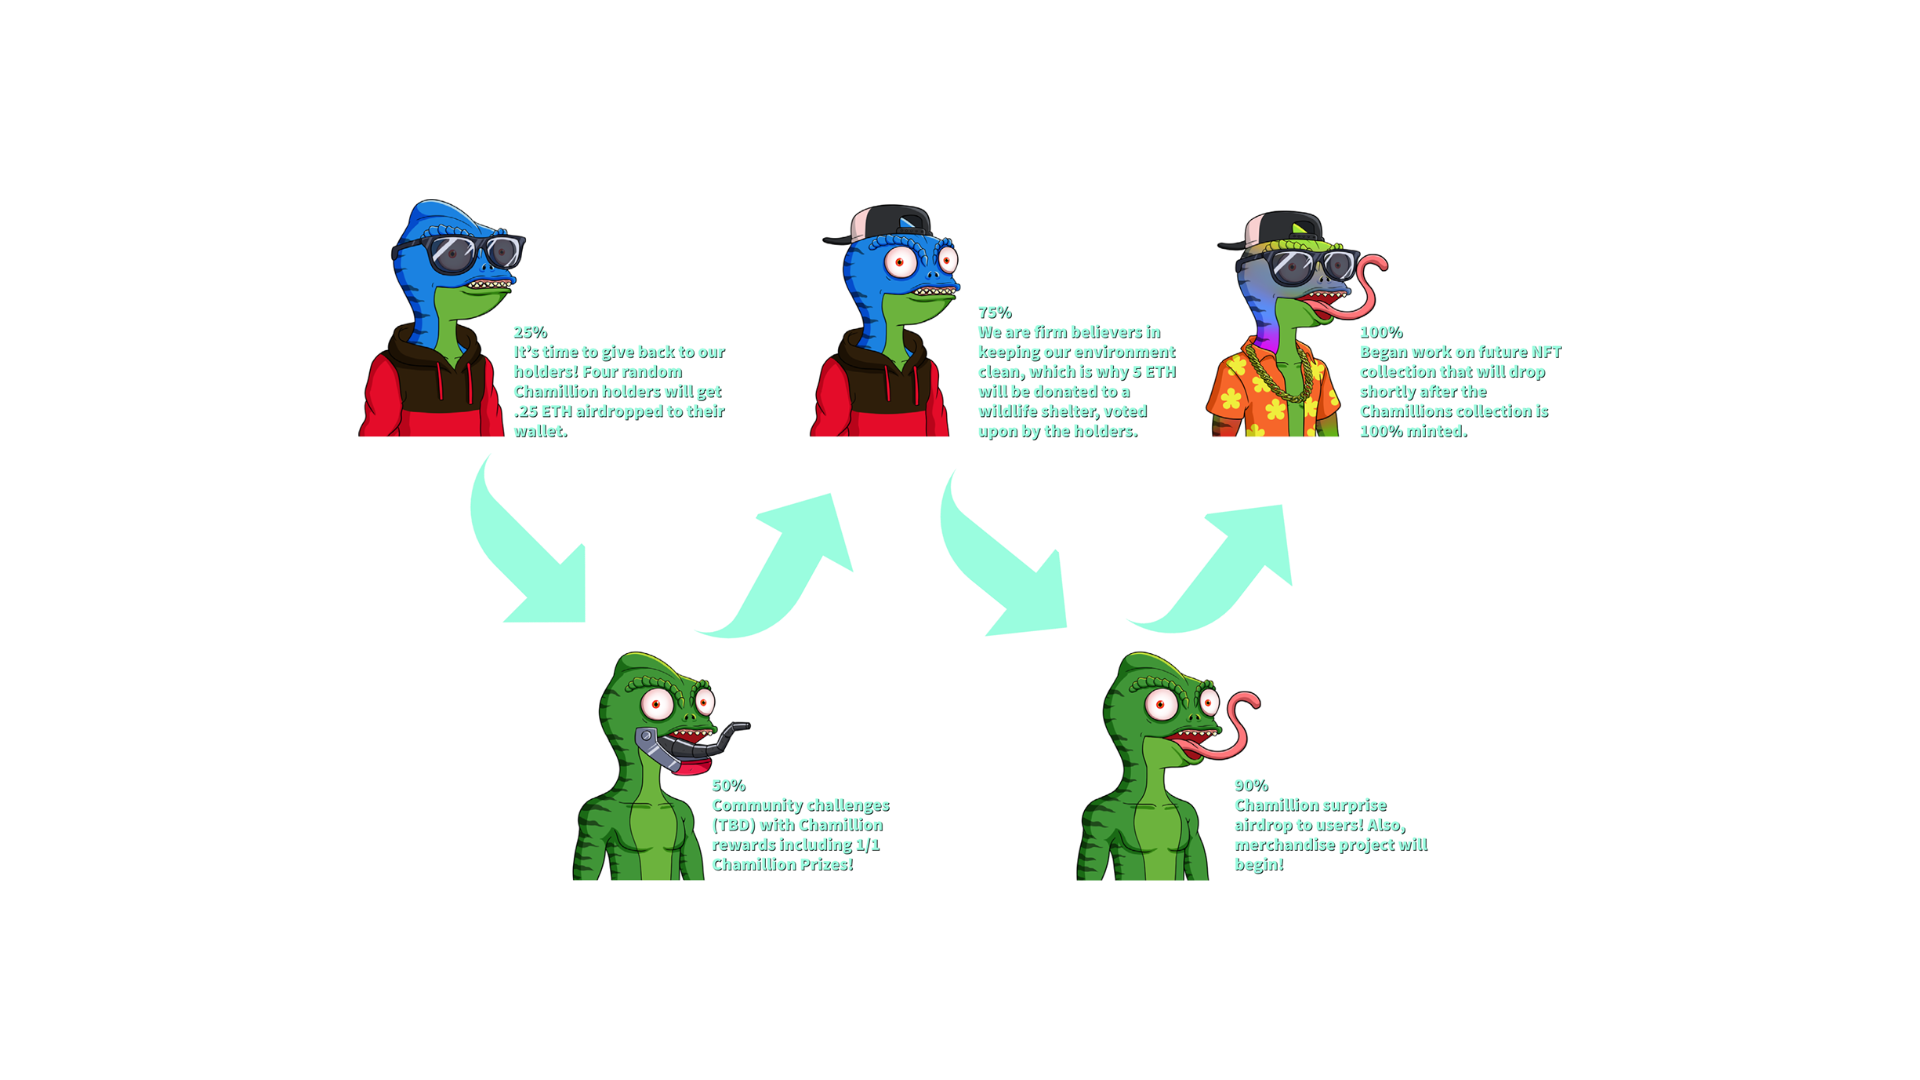 25%
It's time to give back to our
holders! Four random
Chamillion holders will get
.25 ETH airdropped to their
wallet.
50%
Community challenges
(TBD) with Chamillion
rewards including 1/1
Chamillion Prizes!
75%
We are firm believers in
keeping our environment
clean, which is why 5 ETH
will be donated to a
wildlife shelter, voted
upon by the holders.
90%
Chamillion surprise
airdrop to users! Also,
merchandise project will
begin!
100%
Began work on future NFT
collection that will drop
shortly after the
Chamillions collection is
100% minted.